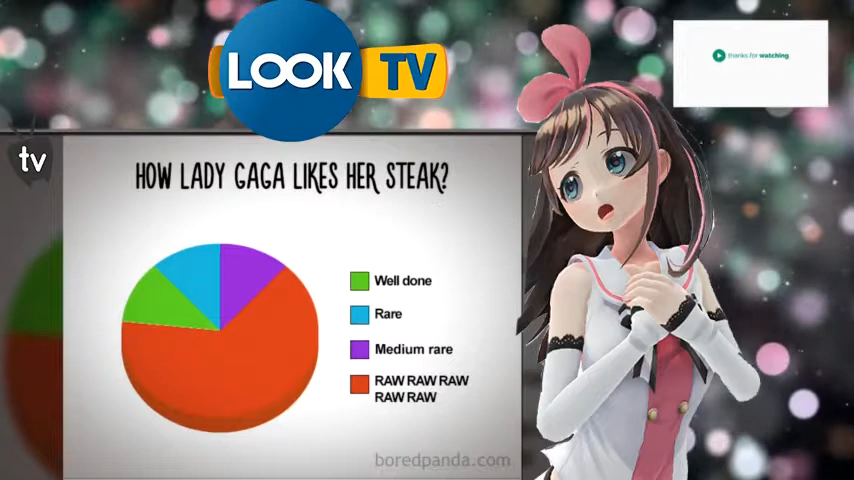 LOOK TV
thanks for watching
tv
HOW LADY GAGA LIKES HER STEAK?
Well done
Rare
Medium rare
RAW RAW RAW
RAW RAW
boredpanda.com